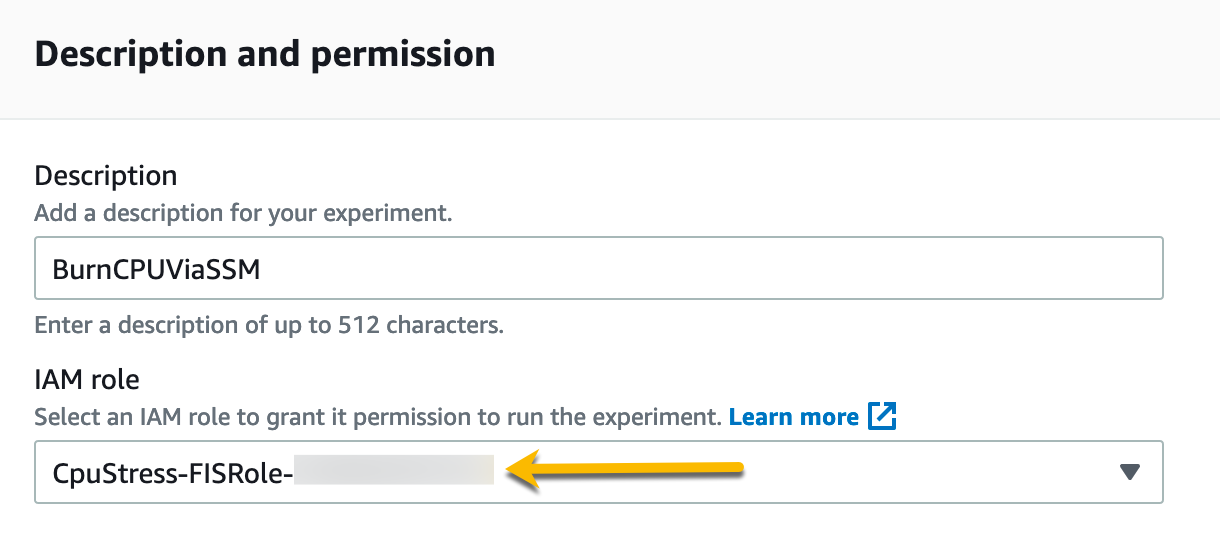 Description and permission
Description
Add a description for your experiment.
BurnCPUViaSSM
Enter a description of up to 512 characters.
IAM role
Select an IAM role to grant it permission to run the experiment. Learn more
CpuStress-FISRole-